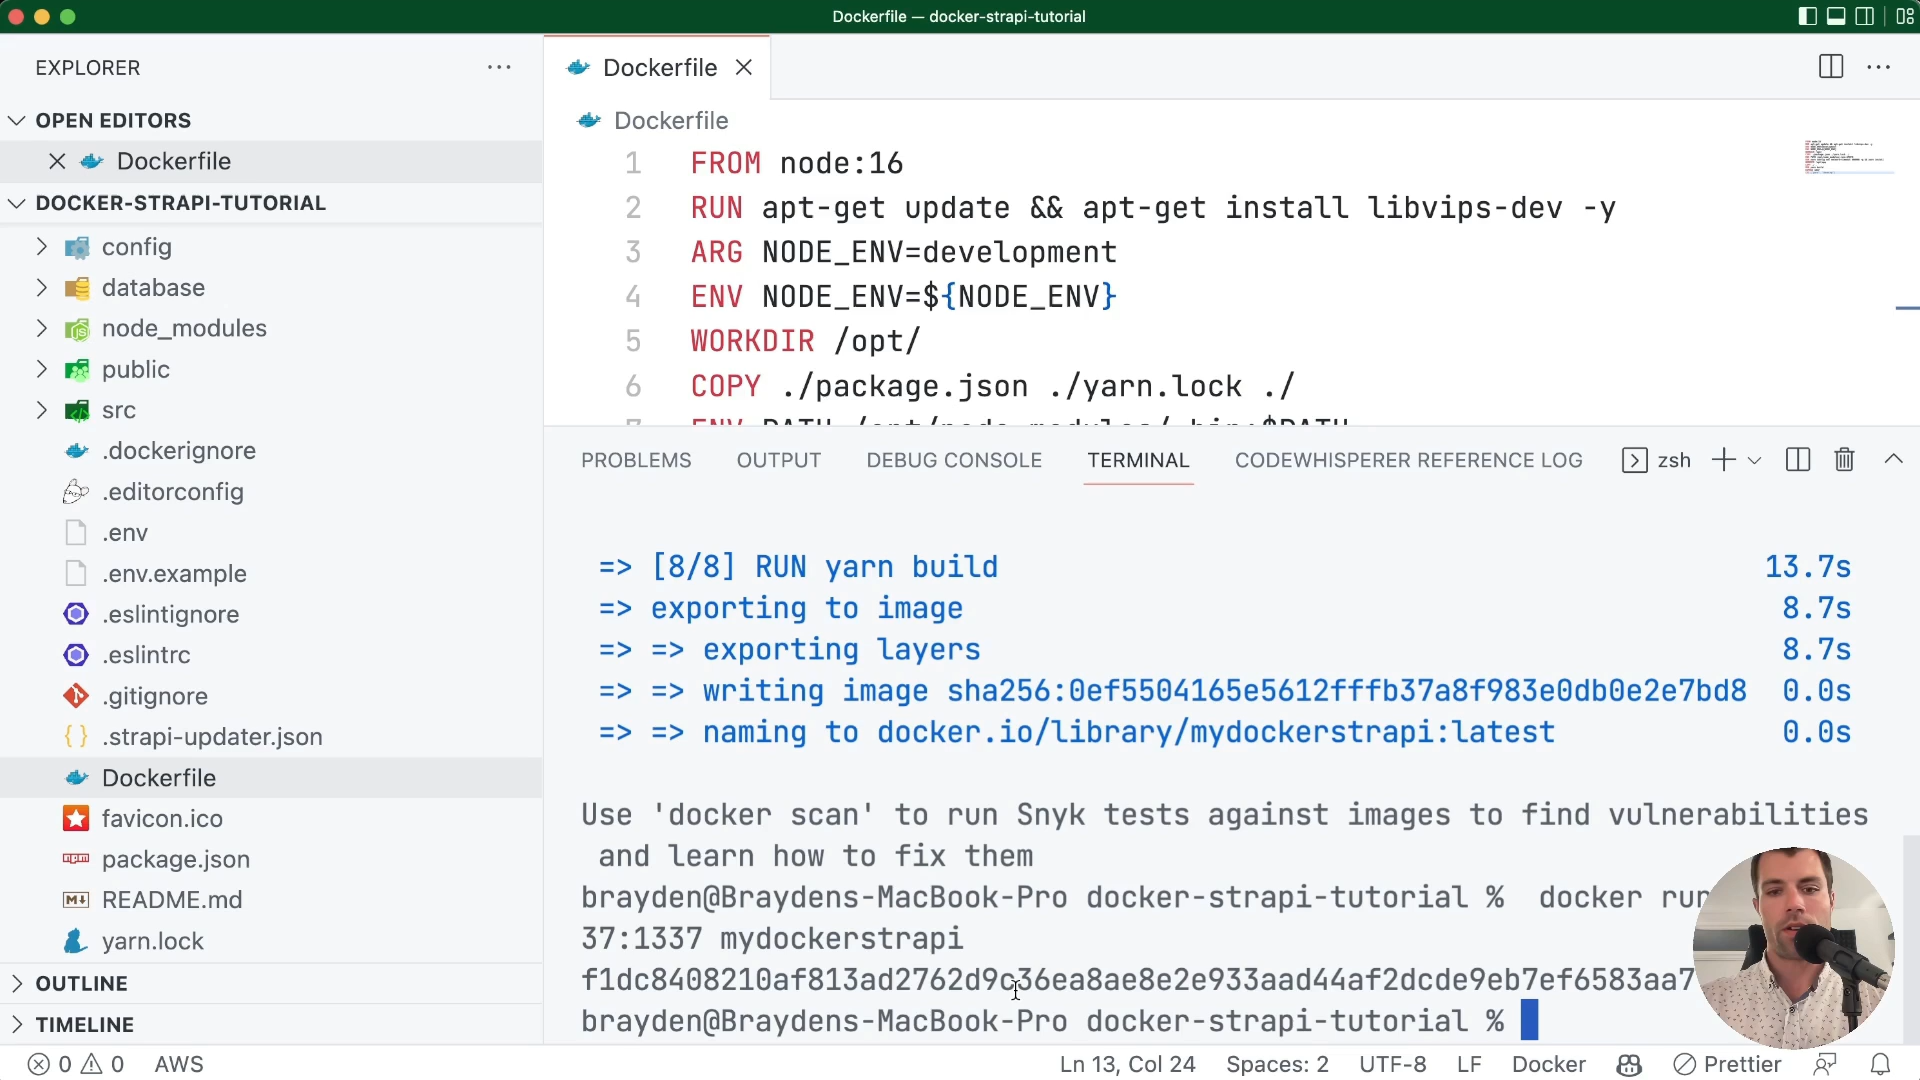 Dockerfile — docker-strapi-tutorial
EXPLORER
OPEN EDITORS
Dockerfile
DOCKER-STRAPI-TUTORIAL
config
database
node_modules
public
src
.dockerignore
.editorconfig
.env
.env.example
.eslintignore
.eslintrc
.gitignore
.strapi-updater.json
Dockerfile
favicon.ico
package.json
README.md
yarn.lock
OUTLINE
TIMELINE
Dockerfile
Dockerfile
1 FROM node:16
2 RUN apt-get update && apt-get install libvips-dev -y
3 ARG NODE_ENV=development
4 ENV NODE_ENV=${NODE_ENV}
5 WORKDIR /opt/
6 COPY ./package.json ./yarn.lock ./
7 ENV PATH /opt/node_modules/.bin:$PATH
PROBLEMS OUTPUT DEBUG CONSOLE TERMINAL CODEWHISPERER REFERENCE LOG zsh
=> [8/8] RUN yarn build 13.7s
=> exporting to image 8.7s
=> => exporting layers 8.7s
=> => writing image sha256:0ef5504165e5612fffb37a8f983e0db0e2e7bd8 0.0s
=> => naming to docker.io/library/mydockerstrapi:latest 0.0s
Use 'docker scan' to run Snyk tests against images to find vulnerabilities
and learn how to fix them
brayden@Braydens-MacBook-Pro docker-strapi-tutorial % docker run
37:1337 mydockerstrapi
f1dc8408210af813ad2762d9c36ea8ae8e2e933aad44af2dcde9eb7ef6583aa7
brayden@Braydens-MacBook-Pro docker-strapi-tutorial %
0 0 AWS Ln 13, Col 24 Spaces: 2 UTF-8 LF Docker Prettier